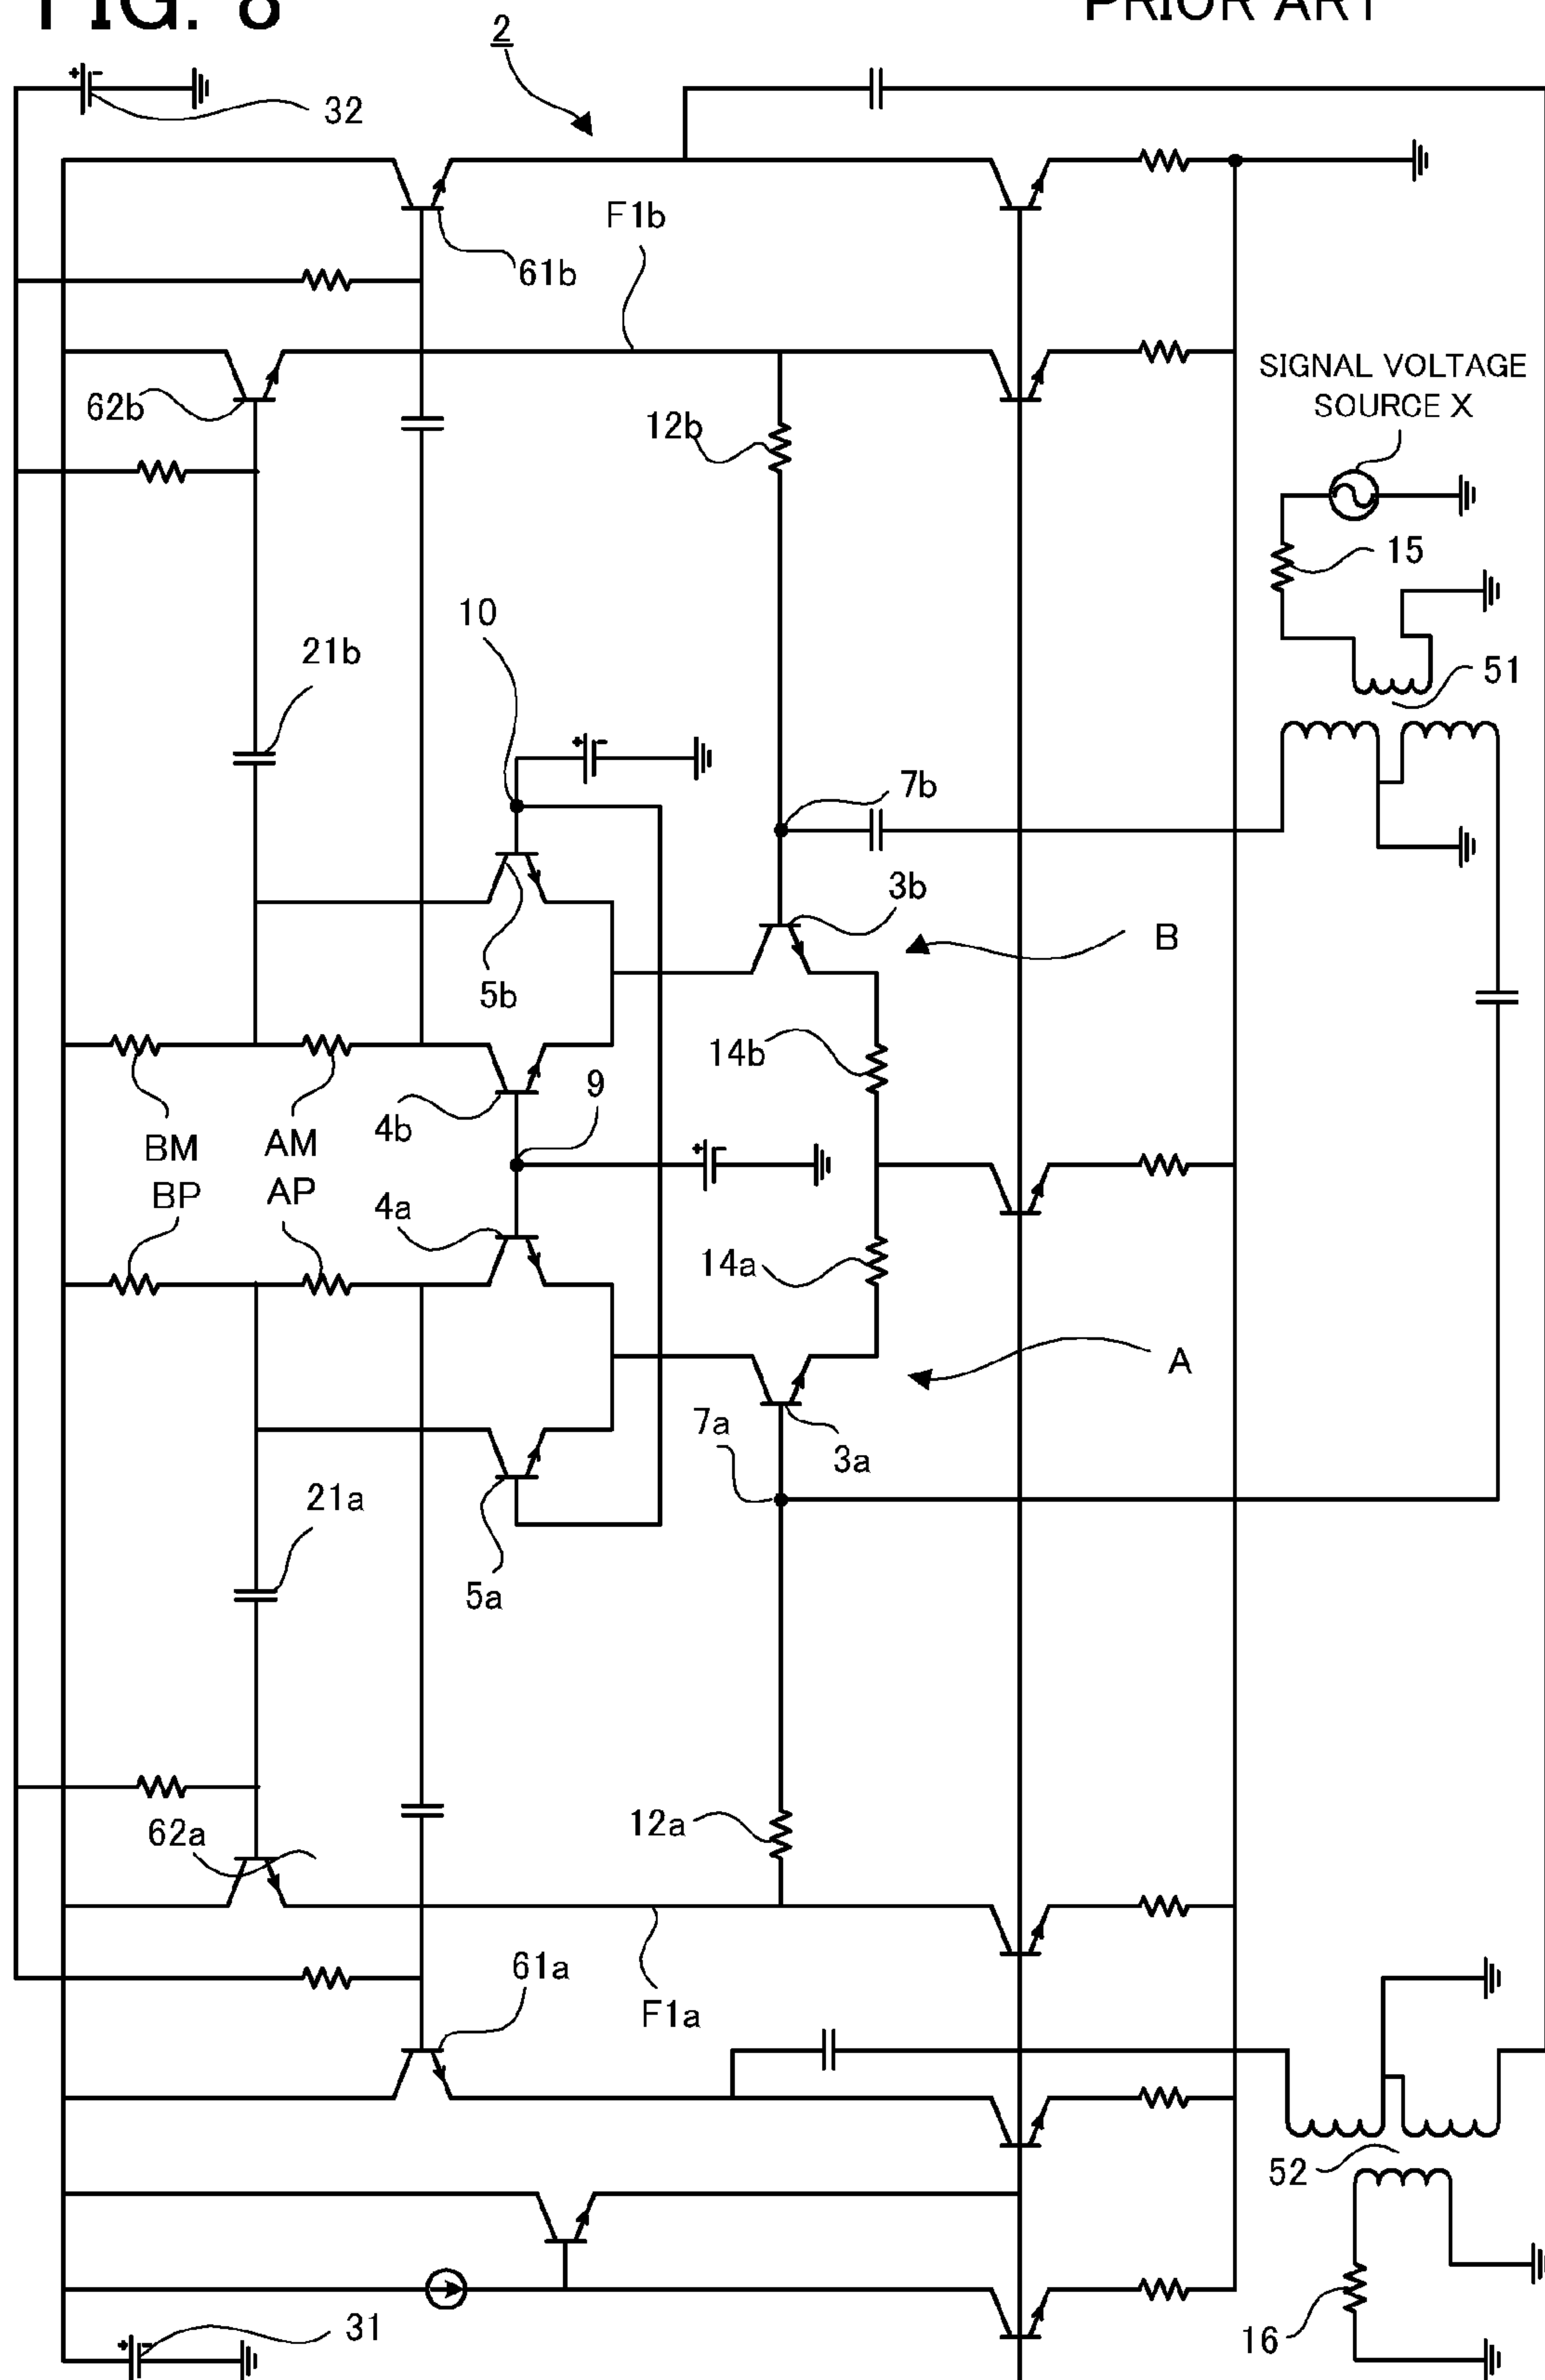 FIG. 8
PRIOR ART
2
32
F1b
61b
62b
12b
SIGNAL VOLTAGE
SOURCE X
15
10
21b
51
7b
3b
B
5b
14b
9
4b
BM
AM
BP
AP
4a
14a
A
7a
3a
21a
5a
12a
62a
61a
F1a
52
31
16